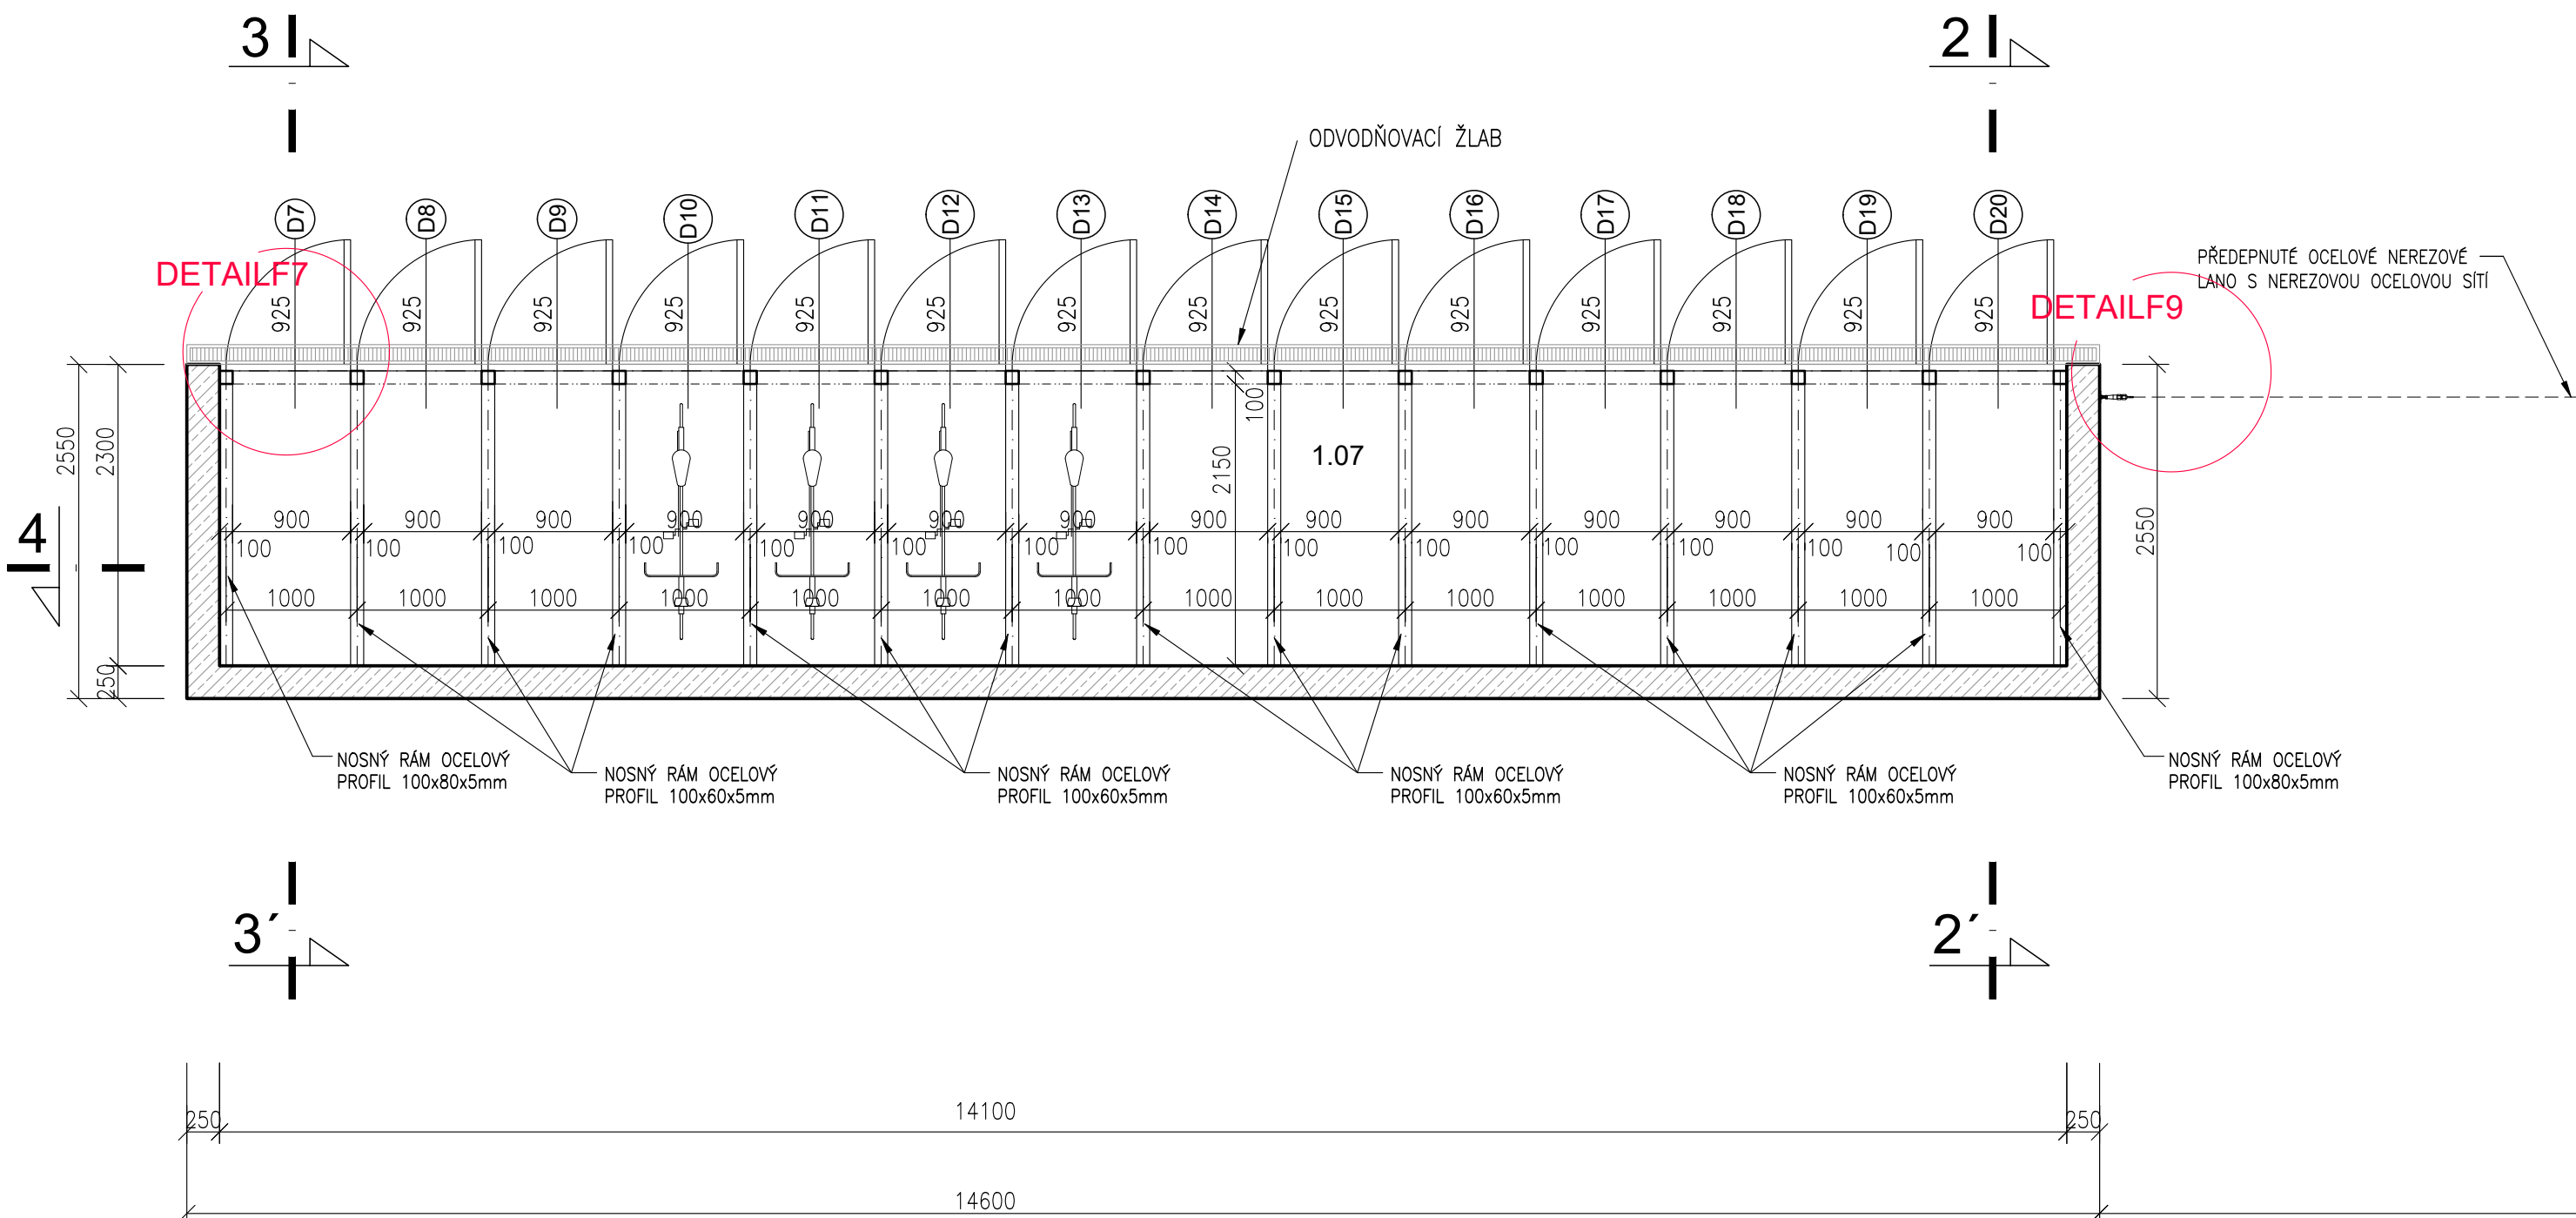 3 2
ODVODŇOVACÍ ŽLAB
D7 D8 D9 D10 D11 D12 D13 D14 D15 D16 D17 D18 D19 D20
PŘEDEPNUTÉ OCELOVÉ NEREZOVÉ
LANO S NEREZOVOU OCELOVOU SÍTÍ
DETAILF7
DETAILF9
925 925 925 925 925 925 925 925 925 925 925 925 925 925
100
2550 2300 2150 1.07 2550
4
900 900 900 900 900 900 900 900 900 900 900 900 900 900
100 100 100 100 100 100 100 100 100 100 100 100 100 100 100
1000 1000 1000 1000 1000 1000 1000 1000 1000 1000 1000 1000 1000 1000
250
NOSNÝ RÁM OCELOVÝ
PROFIL 100x80x5mm
NOSNÝ RÁM OCELOVÝ
PROFIL 100x60x5mm
NOSNÝ RÁM OCELOVÝ
PROFIL 100x60x5mm
NOSNÝ RÁM OCELOVÝ
PROFIL 100x60x5mm
NOSNÝ RÁM OCELOVÝ
PROFIL 100x60x5mm
NOSNÝ RÁM OCELOVÝ
PROFIL 100x80x5mm
3´ 2´
250 14100 250
14600